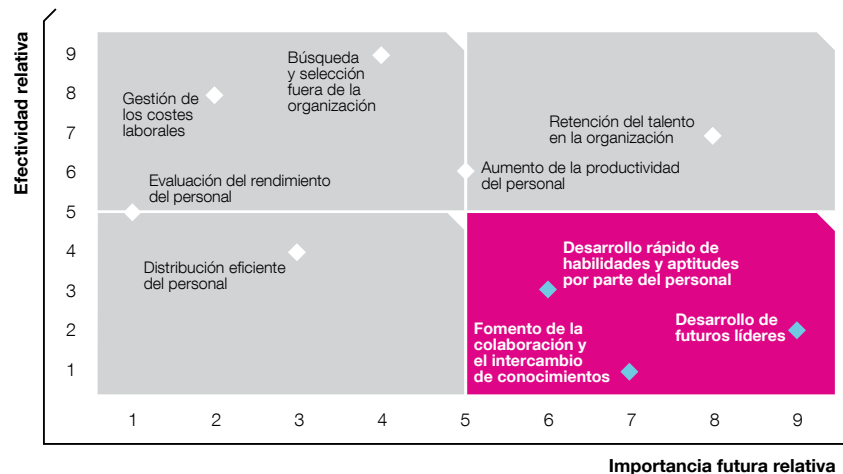 Efectividad relativa
9
8
7
6
5
4
3
2
1
Búsqueda
y selección
fuera de la
organización
Gestión de
los costes
laborales
Retención del talento
en la organización
Aumento de la productividad
del personal
Evaluación del rendimiento
del personal
Distribución eficiente
del personal
Desarrollo rápido de
habilidades y aptitudes
por parte del personal
Fomento de la
colaboración y
el intercambio
de conocimientos
Desarrollo de
futuros líderes
1 2 3 4 5 6 7 8 9
Importancia futura relativa